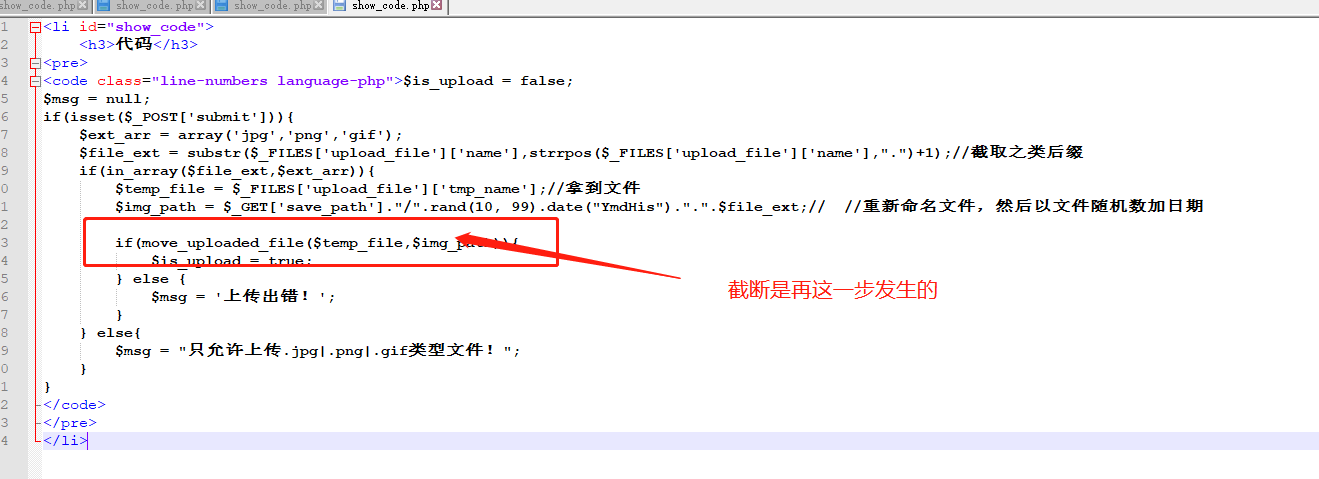 show_code.php show_code.php show_code.php show_code.php
1 <li id="show_code">
2 <h3>代码</h3>
3 <pre>
4 <code class="line-numbers language-php">$is_upload = false;
5 $msg = null;
6 if(isset($_POST['submit'])){
7 $ext_arr = array('jpg','png','gif');
8 $file_ext = substr($_FILES['upload_file']['name'],strrpos($_FILES['upload_file']['name'],".")+1);//截取之类后缀
9 if(in_array($file_ext,$ext_arr)){
0 $temp_file = $_FILES['upload_file']['tmp_name'];//拿到文件
1 $img_path = $_GET['save_path']."/".rand(10, 99).date("YmdHis").".".$file_ext;// //重新命名文件，然后以文件随机数加日期
2
3 if(move_uploaded_file($temp_file,$img_path)){
4 $is_upload = true;
5 } else {
6 $msg = '上传出错！';
7 }
8 } else{
9 $msg = "只允许上传.jpg|.png|.gif类型文件！";
0 }
1 }
2 </code>
3 </pre>
4 </li>
截断是再这一步发生的